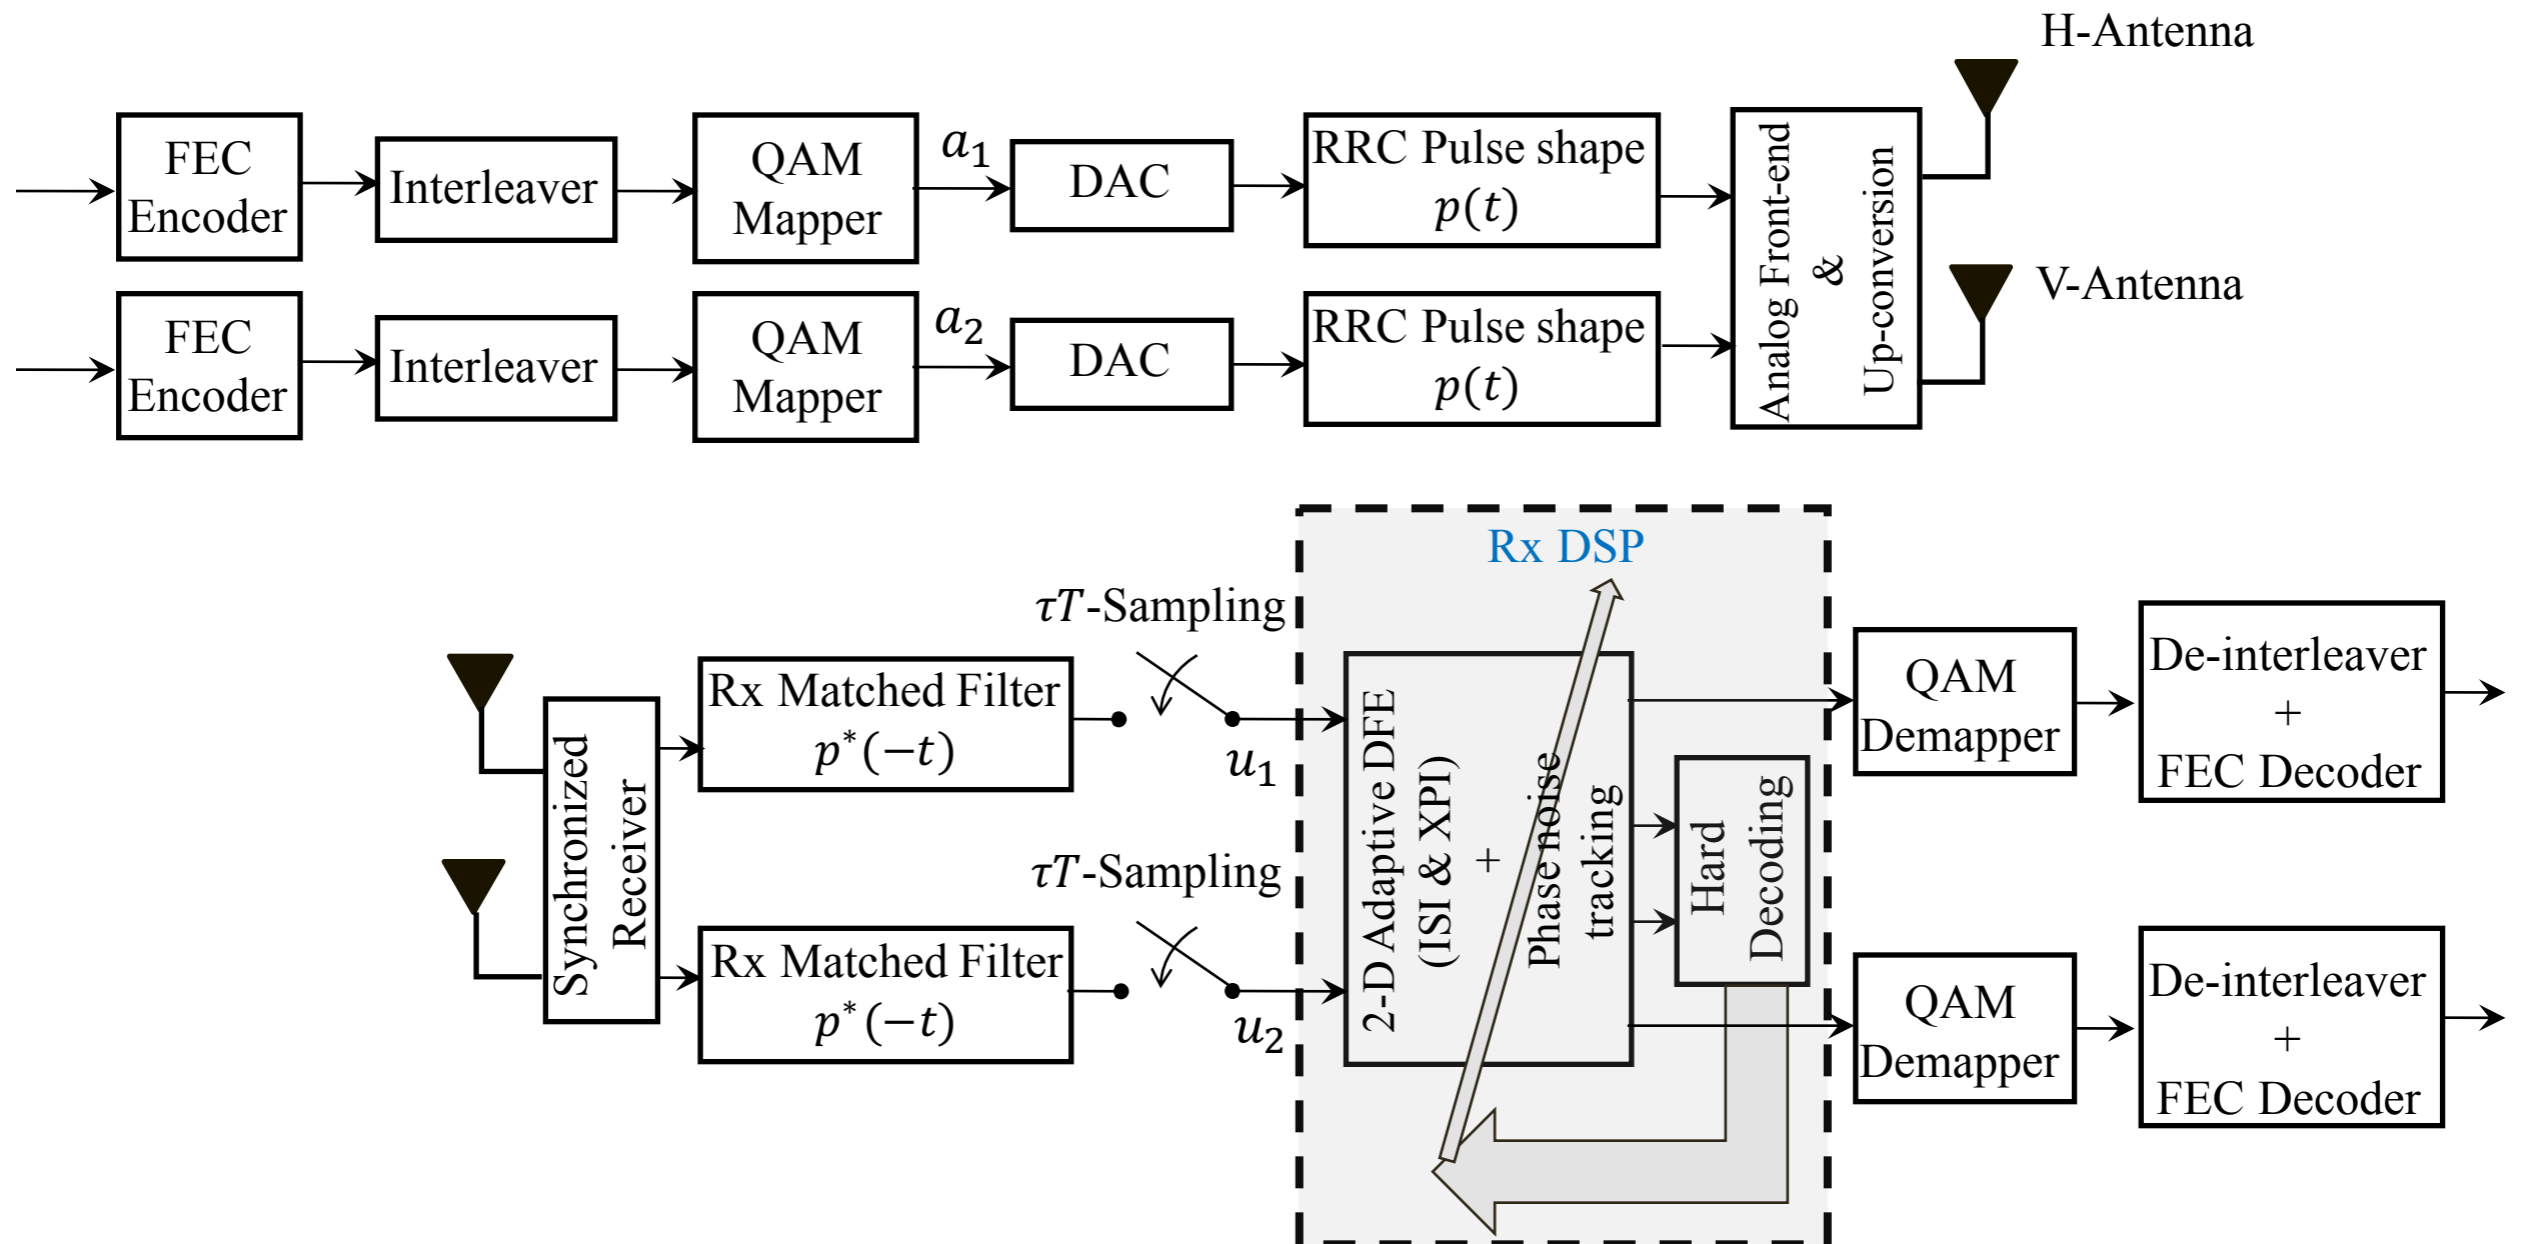 H-Antenna
FEC
Encoder
Interleaver
QAM
Mapper
a₁
DAC
RRC Pulse shape
p(t)
Analog Front-end
&
Up-conversion
V-Antenna
FEC
Encoder
Interleaver
QAM
Mapper
a₂
DAC
RRC Pulse shape
p(t)
Rx DSP
τT-Sampling
Synchronized
Receiver
Rx Matched Filter
p*(−t)
u₁
2-D Adaptive DFE
(ISI & XPI)
+
Phase noise
tracking
Hard
Decoding
QAM
Demapper
De-interleaver
+
FEC Decoder
τT-Sampling
Rx Matched Filter
p*(−t)
u₂
QAM
Demapper
De-interleaver
+
FEC Decoder